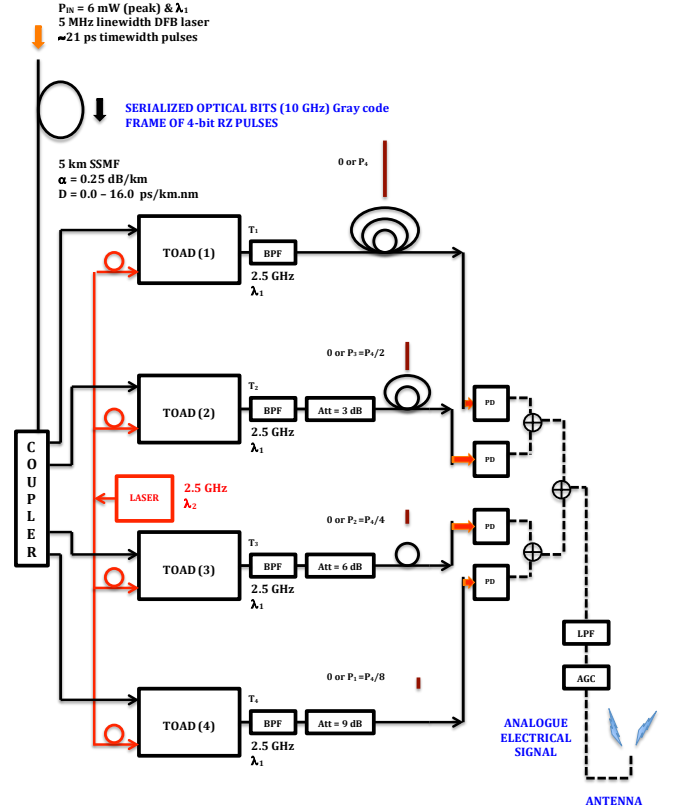 P_IN = 6 mW (peak) & λ₁
5 MHz linewidth DFB laser
≈21 ps timewidth pulses
SERIALIZED OPTICAL BITS (10 GHz) Gray code
FRAME OF 4-bit RZ PULSES
5 km SSMF
α = 0.25 dB/km
D = 0.0 – 16.0 ps/km.nm
0 or P₄
TOAD (1)
T₁
BPF
2.5 GHz
λ₁
0 or P₃ =P₄/2
TOAD (2)
T₂
BPF
Att = 3 dB
2.5 GHz
λ₁
PD
PD
COUPLER
LASER
2.5 GHz
λ₂
0 or P₂ =P₄/4
TOAD (3)
T₃
BPF
Att = 6 dB
2.5 GHz
λ₁
PD
PD
0 or P₁ =P₄/8
TOAD (4)
T₄
BPF
Att = 9 dB
2.5 GHz
λ₁
LPF
AGC
ANALOGUE
ELECTRICAL
SIGNAL
ANTENNA